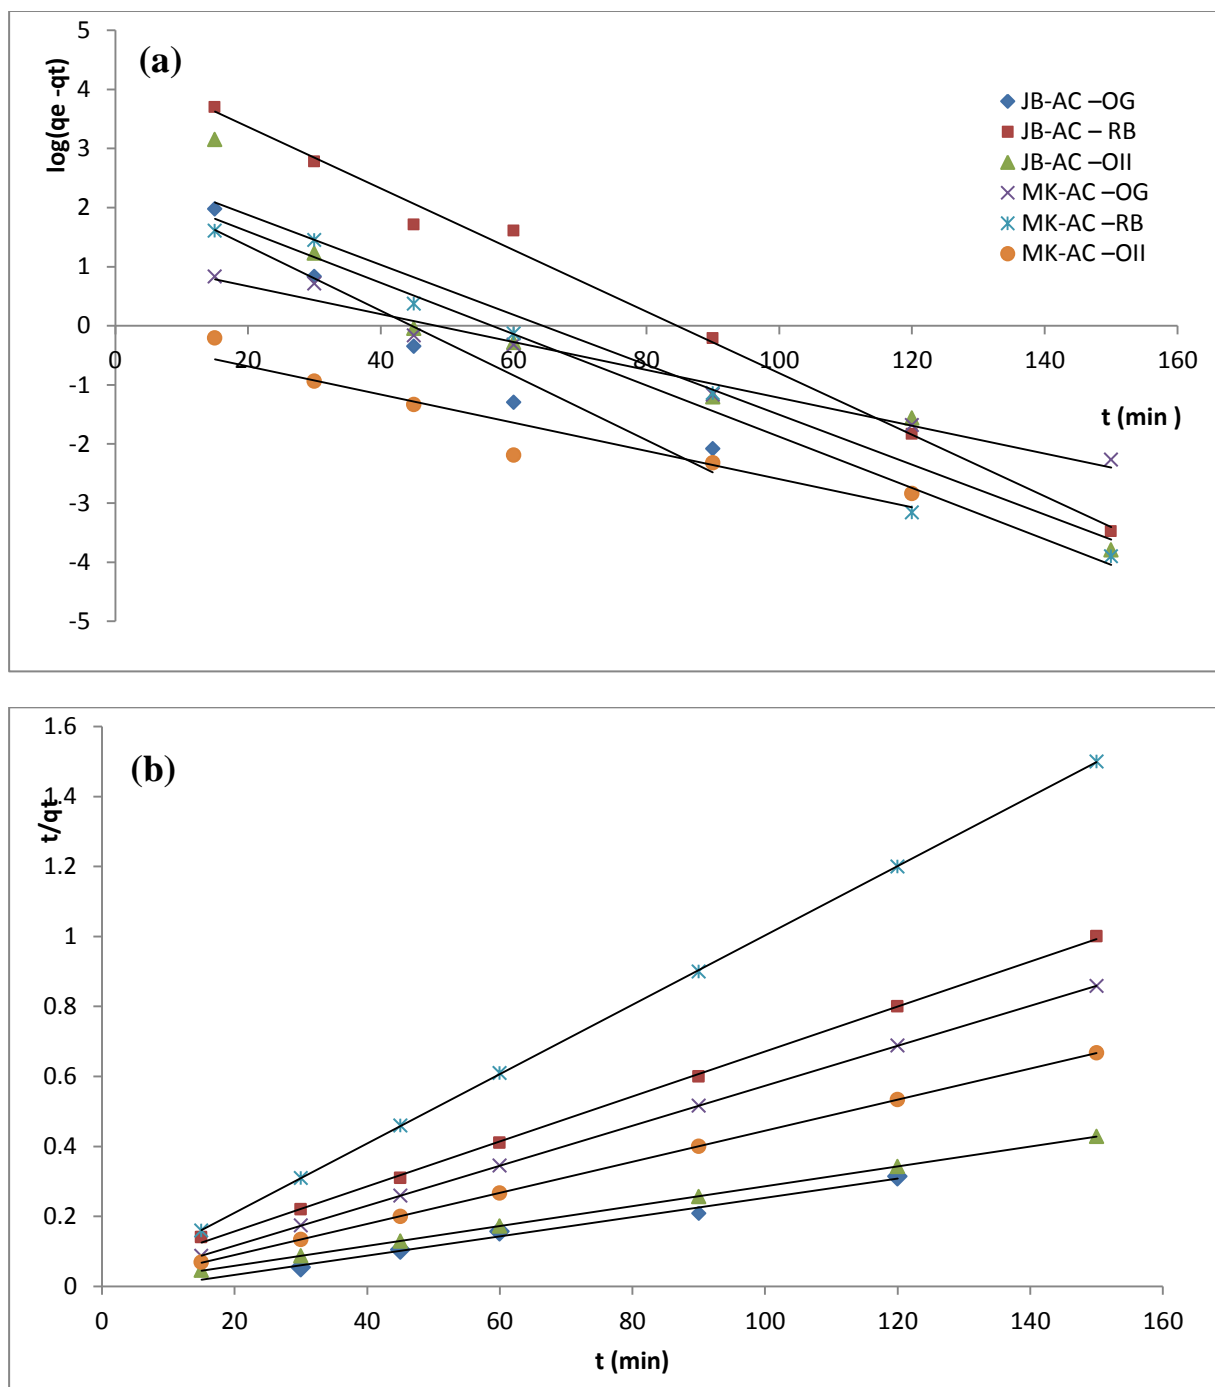 (a)
log(qe -qt)
5
4
3
2
1
0
-1
-2
-3
-4
-5
0 20 40 60 80 100 120 140 160
t (min )
JB-AC –OG
JB-AC – RB
JB-AC –OII
MK-AC –OG
MK-AC –RB
MK-AC –OII
(b)
t/qt
1.6
1.4
1.2
1
0.8
0.6
0.4
0.2
0
0 20 40 60 80 100 120 140 160
t (min)